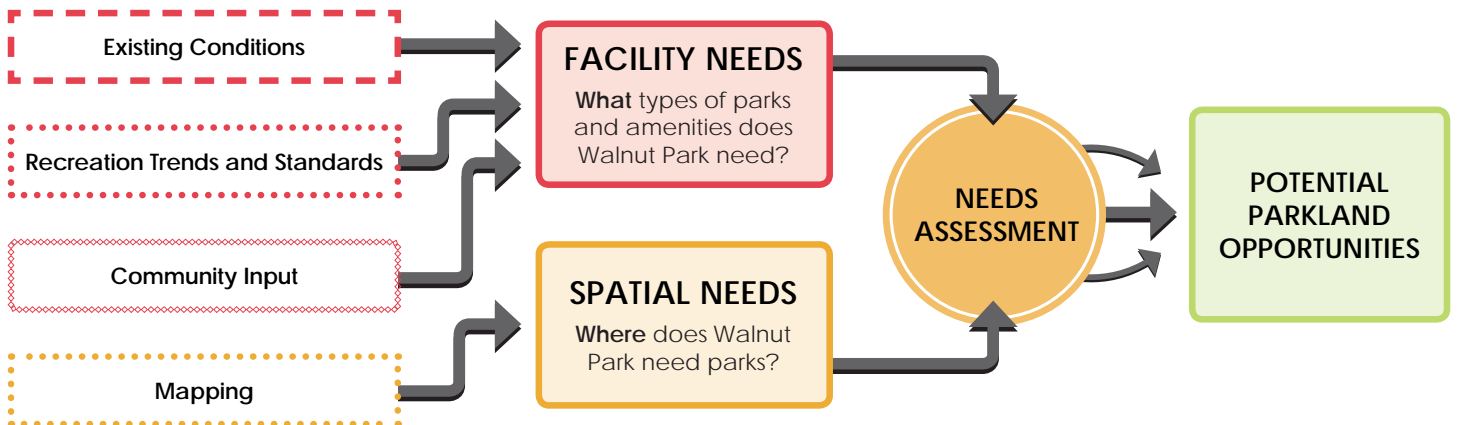 Existing Conditions
Recreation Trends and Standards
Community Input
Mapping
FACILITY NEEDS
What types of parks
and amenities does
Walnut Park need?
SPATIAL NEEDS
Where does Walnut
Park need parks?
NEEDS
ASSESSMENT
POTENTIAL
PARKLAND
OPPORTUNITIES